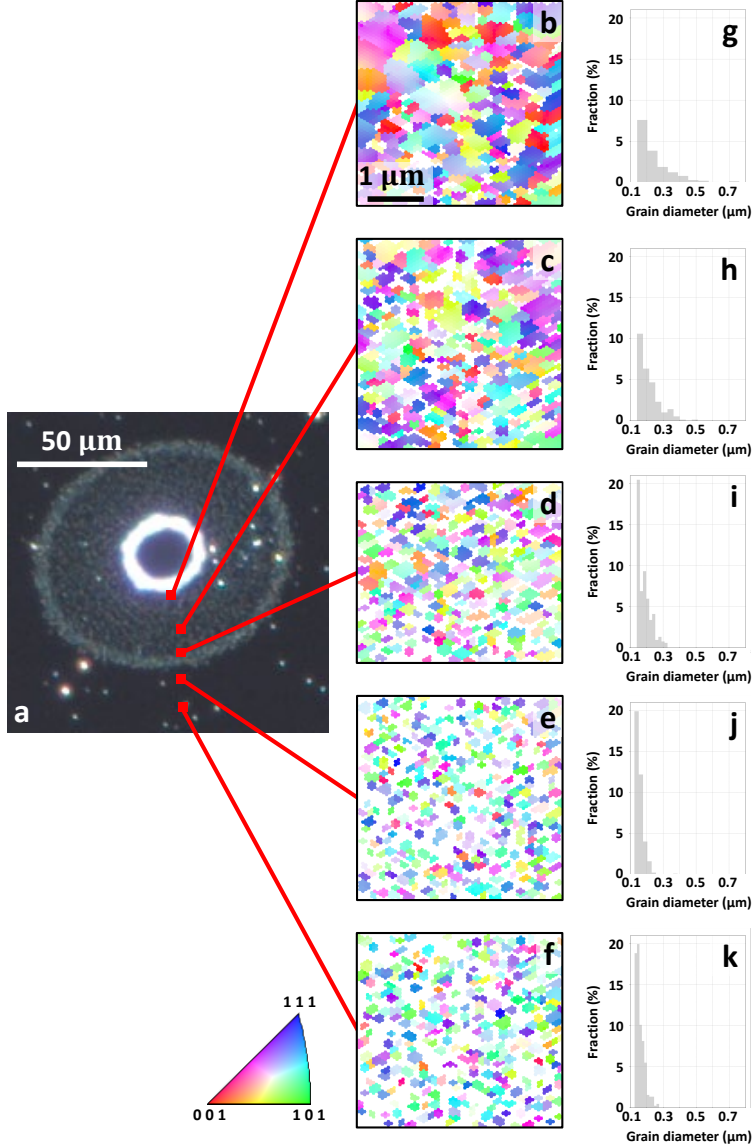 b
1 µm
g
20
15
10
5
0
Fraction (%)
0.1 0.3 0.5 0.7
Grain diameter (µm)
c
h
20
15
10
5
0
Fraction (%)
0.1 0.3 0.5 0.7
Grain diameter (µm)
50 µm
a
d
i
20
15
10
5
0
Fraction (%)
0.1 0.3 0.5 0.7
Grain diameter (µm)
e
j
20
15
10
5
0
Fraction (%)
0.1 0.3 0.5 0.7
Grain diameter (µm)
f
k
20
15
10
5
0
Fraction (%)
0.1 0.3 0.5 0.7
Grain diameter (µm)
1 1 1
0 0 1
1 0 1